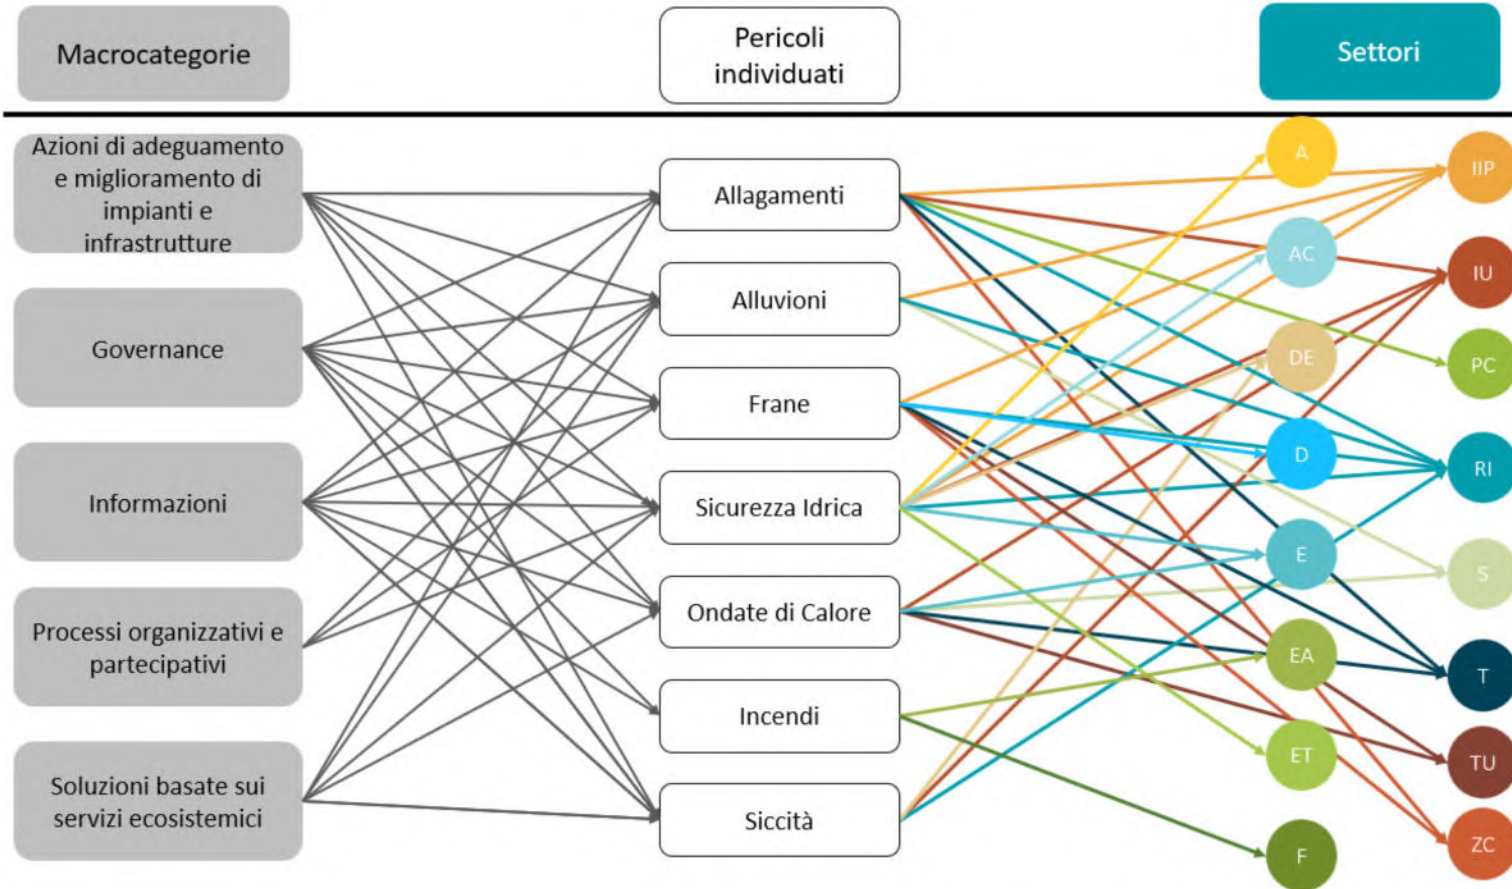 Macrocategorie
Pericoli
individuati
Settori
Azioni di adeguamento
e miglioramento di
impianti e
infrastrutture
Governance
Informazioni
Processi organizzativi e
partecipativi
Soluzioni basate sui
servizi ecosistemici
Allagamenti
Alluvioni
Frane
Sicurezza Idrica
Ondate di Calore
Incendi
Siccità
A
AC
DE
D
E
EA
ET
F
IIP
IU
PC
RI
S
T
TU
ZC